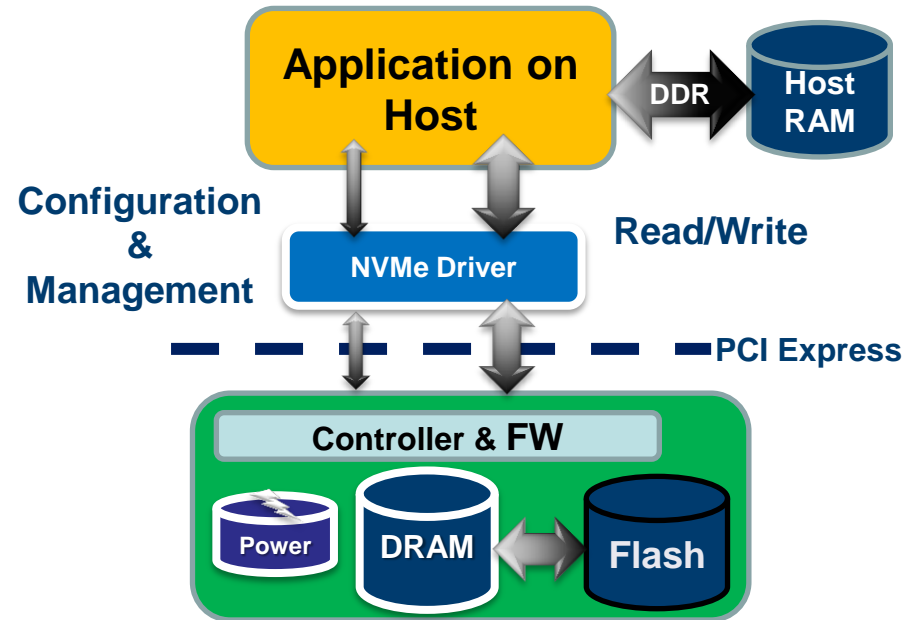 Application on
Host
DDR
Host
RAM
Configuration
&
Management
Read/Write
NVMe Driver
PCI Express
Controller & FW
Power
DRAM
Flash